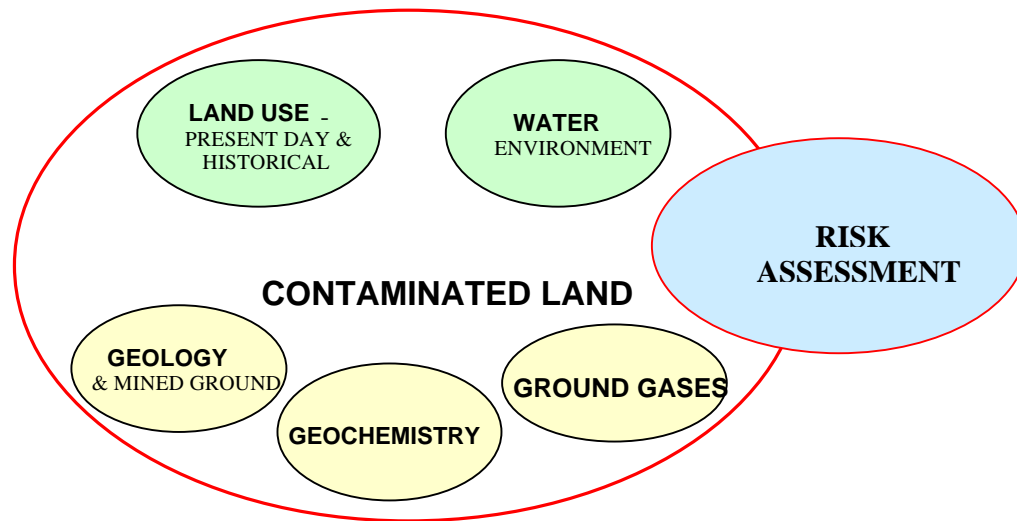 LAND USE -
PRESENT DAY &
HISTORICAL
WATER
ENVIRONMENT
RISK
ASSESSMENT
CONTAMINATED LAND
GEOLOGY
& MINED GROUND
GROUND GASES
GEOCHEMISTRY